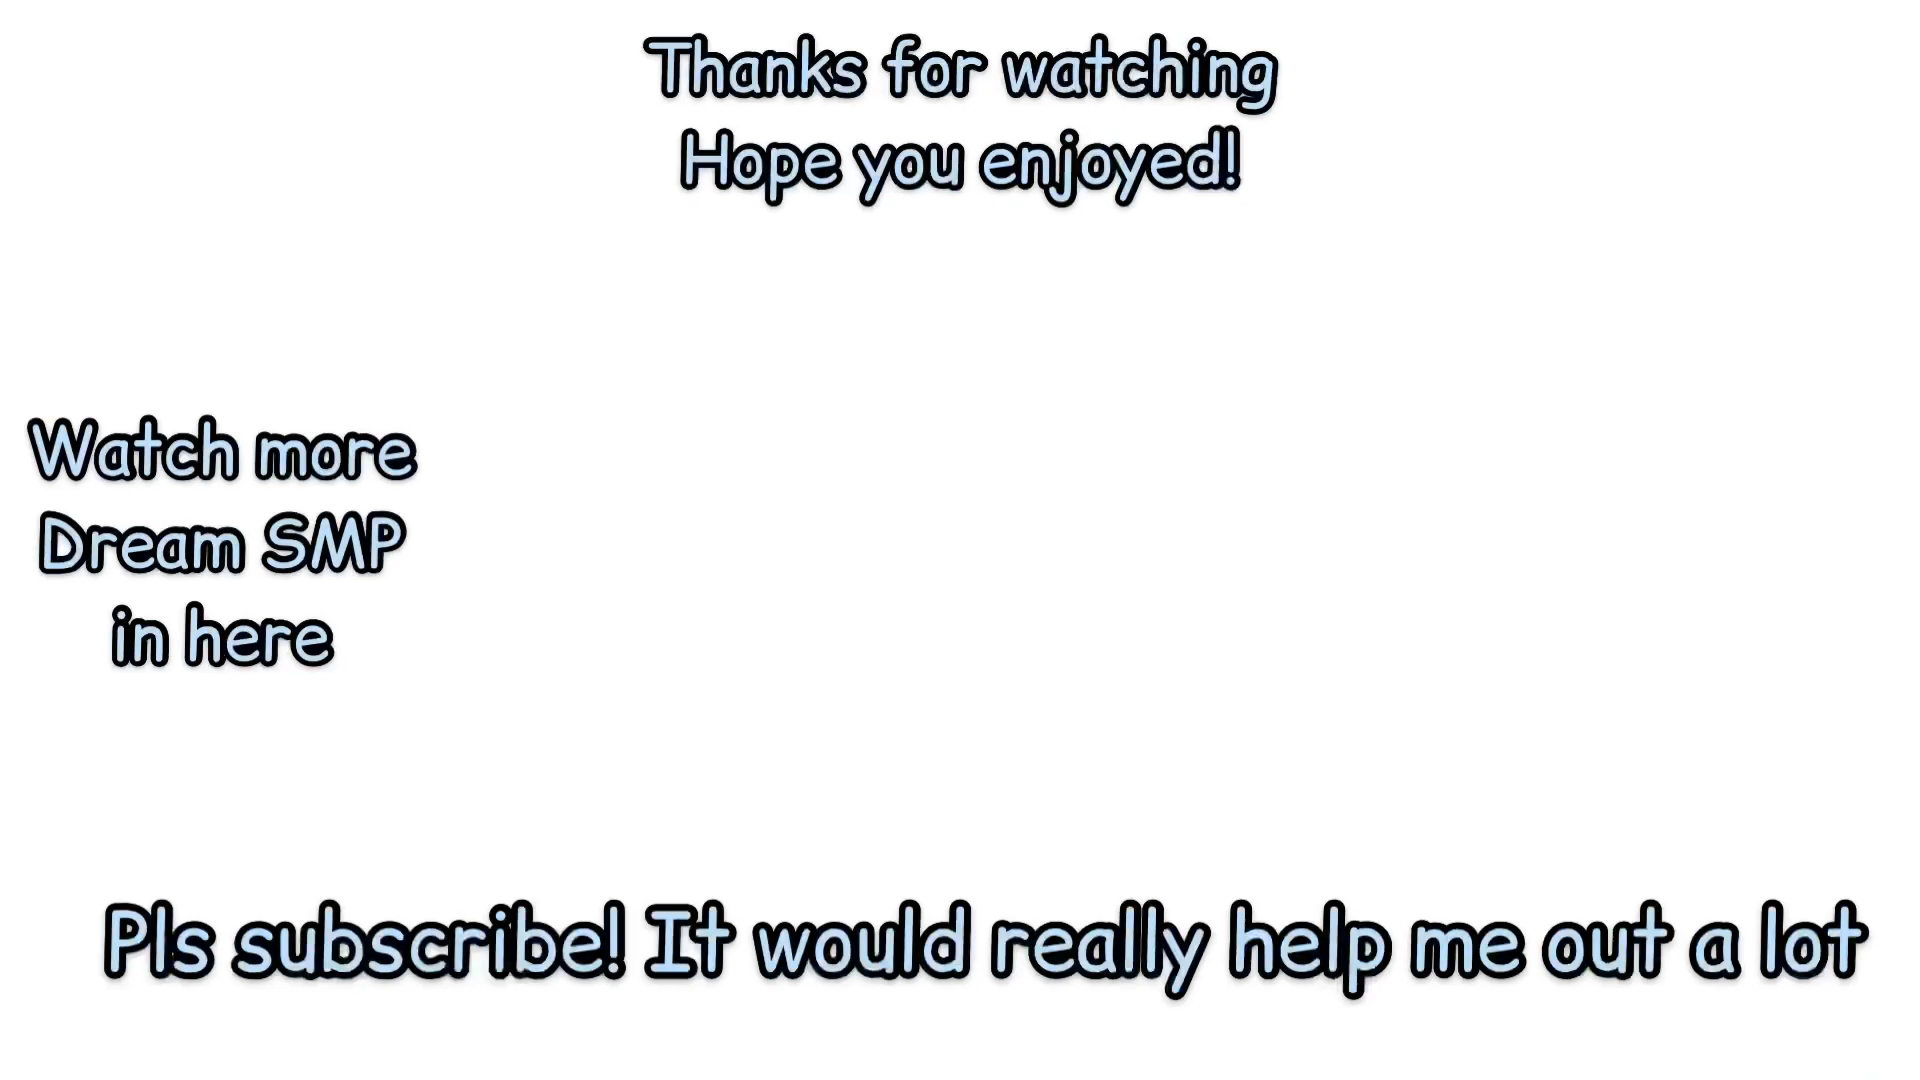 Thanks for watching
Hope you enjoyed!
Watch more
Dream SMP
in here
Pls subscribe! It would really help me out a lot